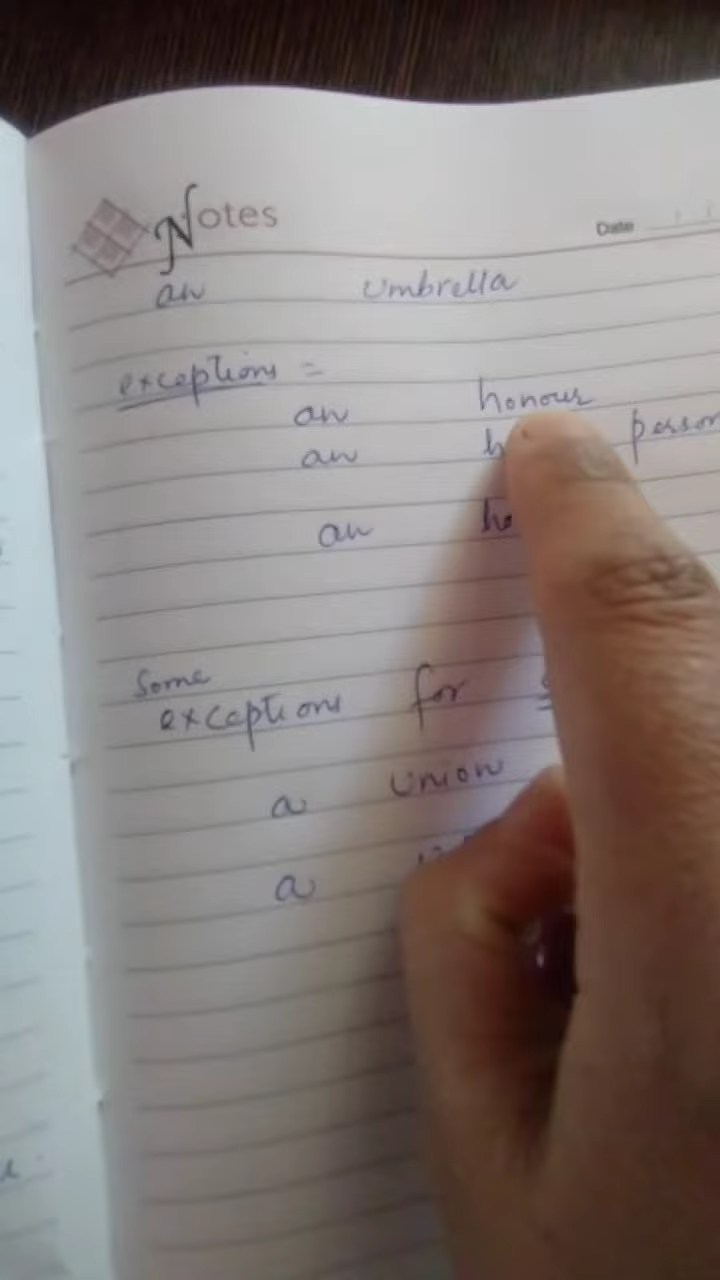 Notes
Date
an umbrella
exceptions =
an honour
an person
an
Some
exceptions for
a union
a